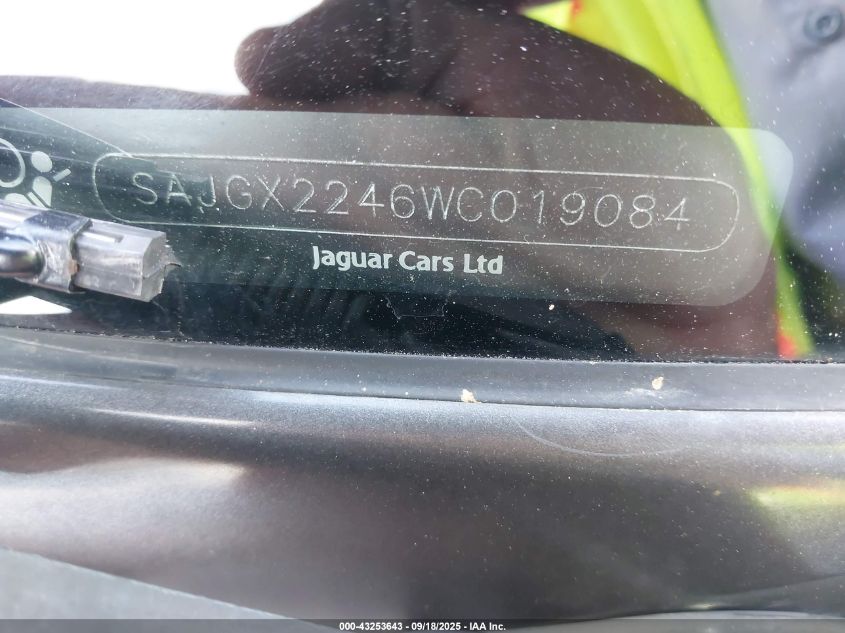 SAJGX2246WC019084
Jaguar Cars Ltd
000-43253643 - 09/18/2025 - IAA Inc.